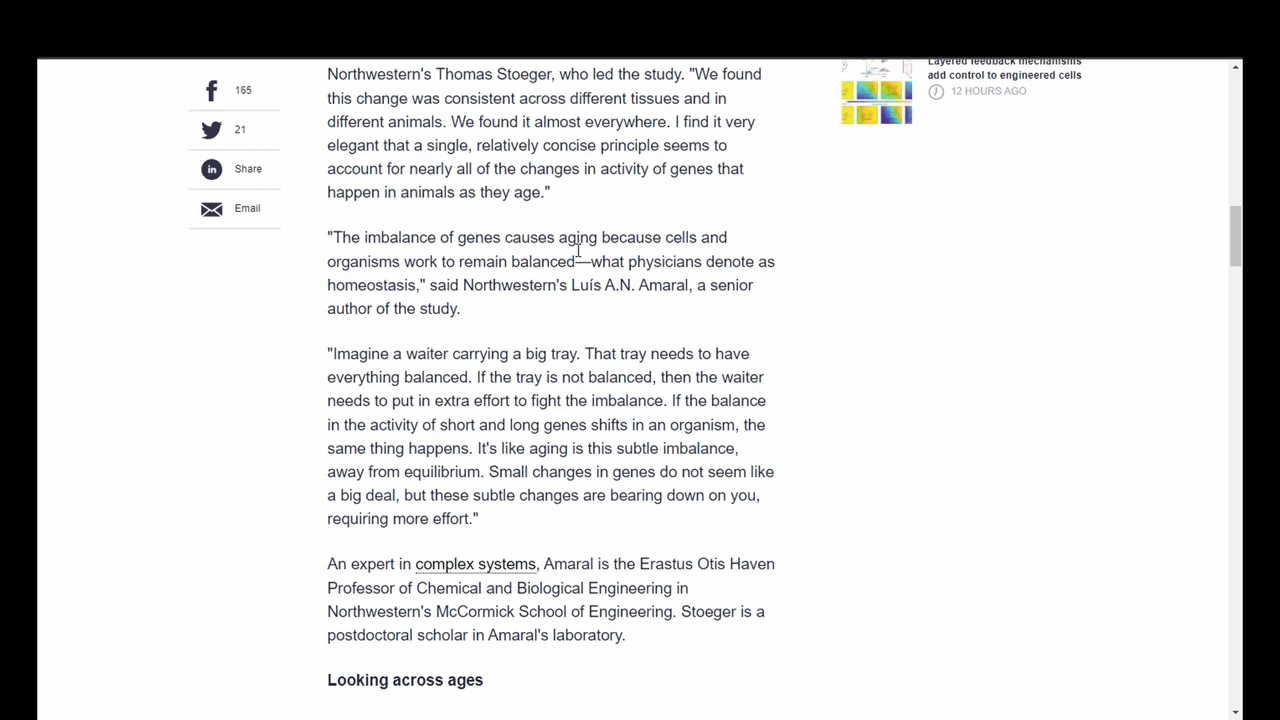 165
21
Share
Email
Northwestern's Thomas Stoeger, who led the study. "We found
this change was consistent across different tissues and in
different animals. We found it almost everywhere. I find it very
elegant that a single, relatively concise principle seems to
account for nearly all of the changes in activity of genes that
happen in animals as they age."
"The imbalance of genes causes aging because cells and
organisms work to remain balanced—what physicians denote as
homeostasis," said Northwestern's Luís A.N. Amaral, a senior
author of the study.
"Imagine a waiter carrying a big tray. That tray needs to have
everything balanced. If the tray is not balanced, then the waiter
needs to put in extra effort to fight the imbalance. If the balance
in the activity of short and long genes shifts in an organism, the
same thing happens. It's like aging is this subtle imbalance,
away from equilibrium. Small changes in genes do not seem like
a big deal, but these subtle changes are bearing down on you,
requiring more effort."
An expert in complex systems, Amaral is the Erastus Otis Haven
Professor of Chemical and Biological Engineering in
Northwestern's McCormick School of Engineering. Stoeger is a
postdoctoral scholar in Amaral's laboratory.
Looking across ages
Layered feedback mechanisms
add control to engineered cells
12 HOURS AGO